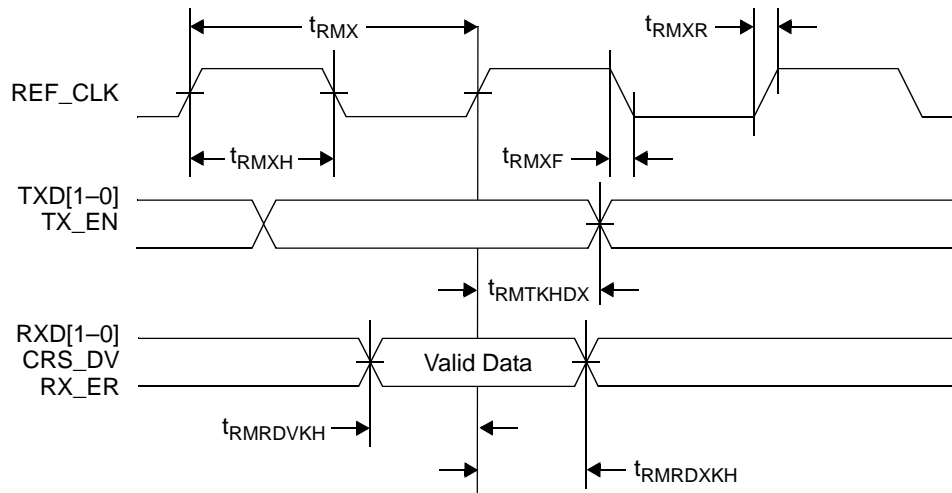 tRMX
tRMXR
REF_CLK
tRMXH
tRMXF
TXD[1–0]
TX_EN
tRMTKHDX
RXD[1–0]
CRS_DV
RX_ER
Valid Data
tRMRDVKH
tRMRDXKH